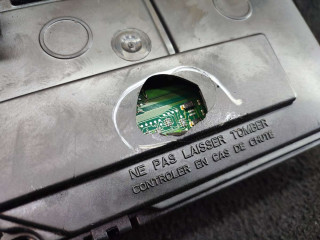 NE PAS LAISSER TOMBER
CONTROLER EN CAS DE CHUTE